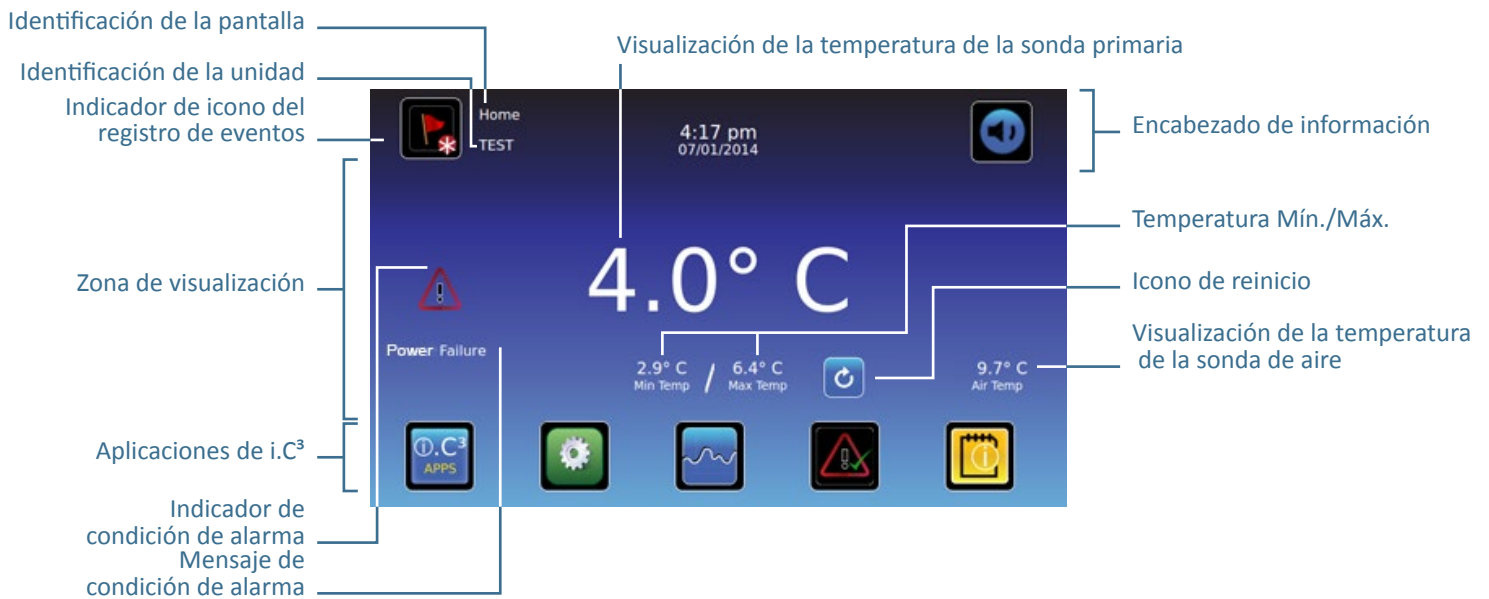 Identificación de la pantalla
Visualización de la temperatura de la sonda primaria
Identificación de la unidad
Indicador de icono del
registro de eventos
Home
TEST
4:17 pm
07/01/2014
Encabezado de información
Temperatura Mín./Máx.
Zona de visualización
4.0° C
Icono de reinicio
Power Failure
Visualización de la temperatura
de la sonda de aire
2.9° C
Min Temp
/
6.4° C
Max Temp
9.7° C
Air Temp
Aplicaciones de i.C³
i.C³
APPS
Indicador de
condición de alarma
Mensaje de
condición de alarma